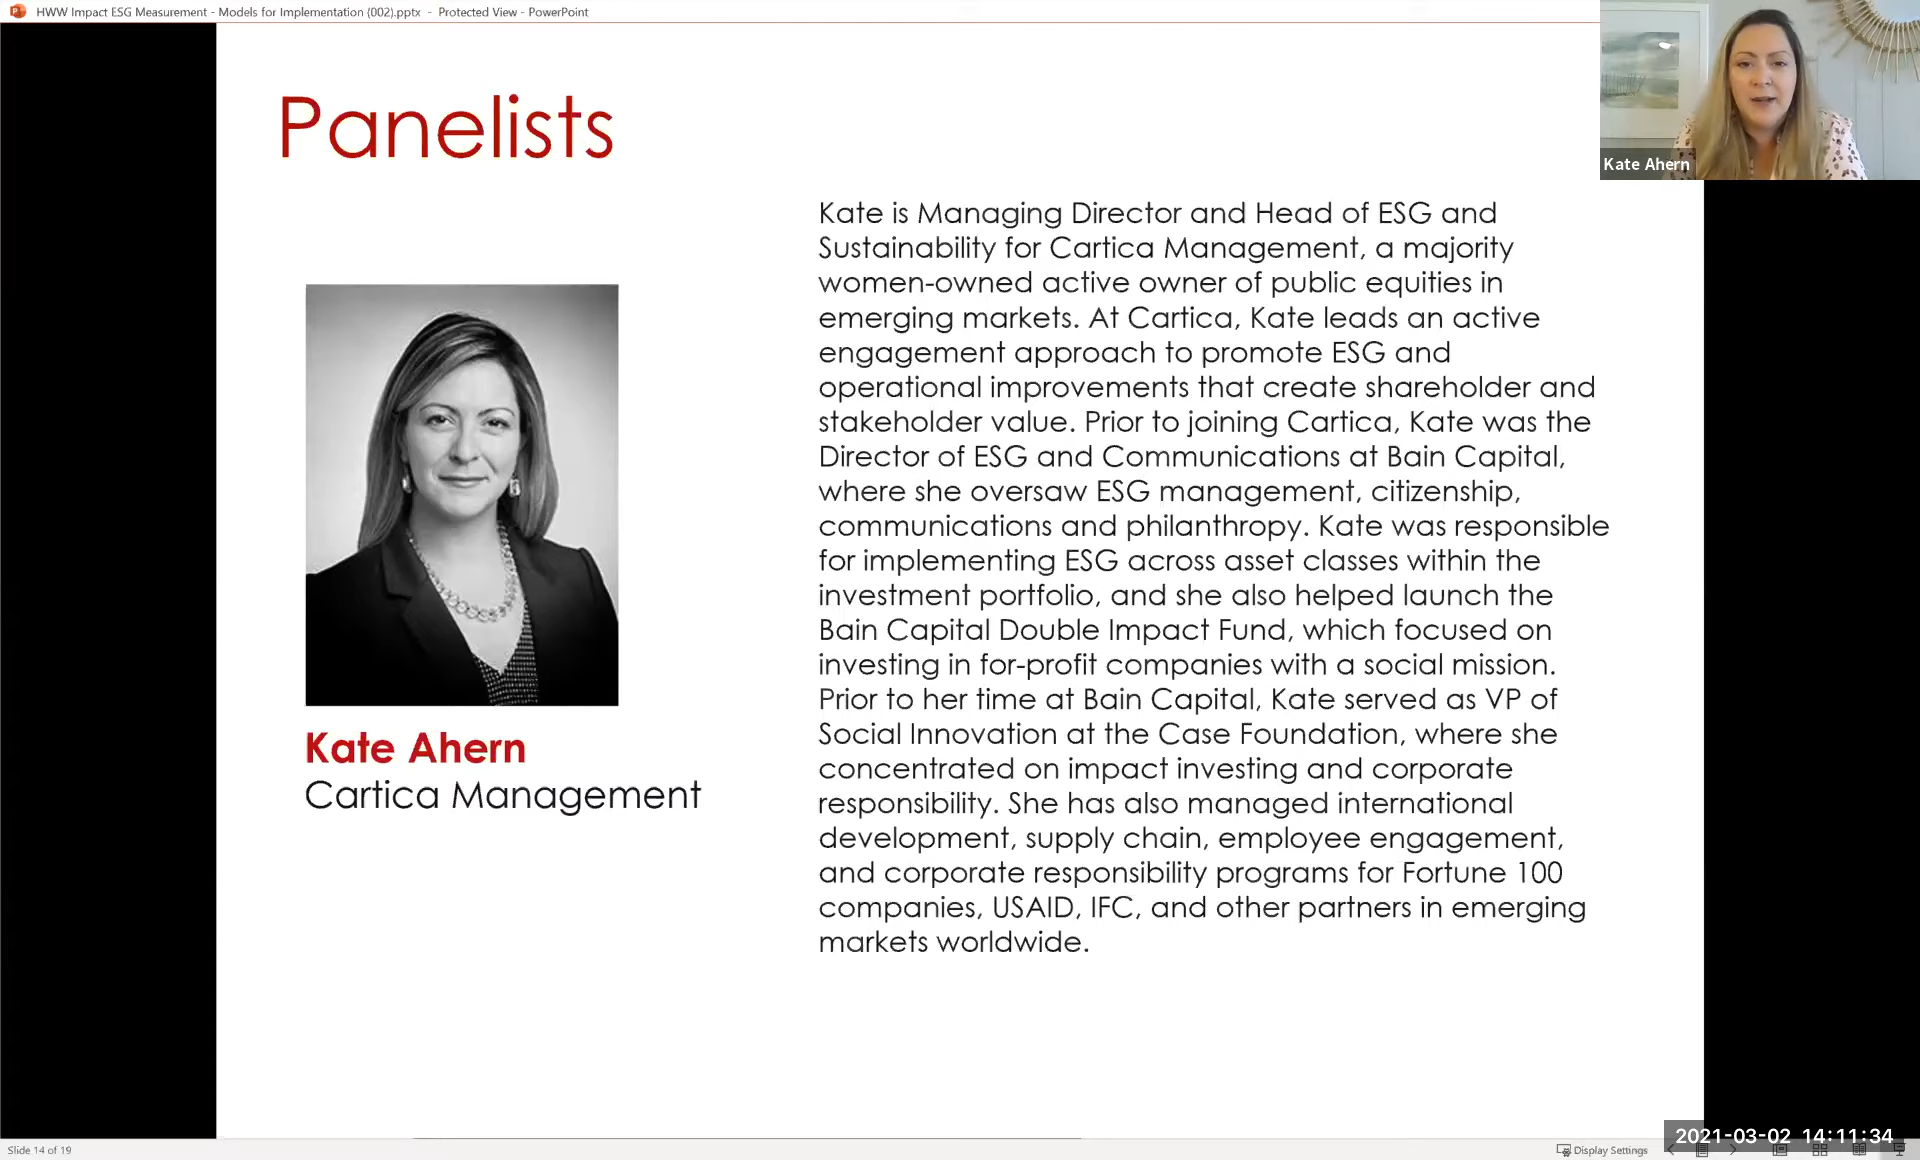 HWW Impact ESG Measurement - Models for Implementation (002).pptx - Protected View - PowerPoint
Kate Ahern
Panelists
Kate is Managing Director and Head of ESG and
Sustainability for Cartica Management, a majority
women-owned active owner of public equities in
emerging markets. At Cartica, Kate leads an active
engagement approach to promote ESG and
operational improvements that create shareholder and
stakeholder value. Prior to joining Cartica, Kate was the
Director of ESG and Communications at Bain Capital,
where she oversaw ESG management, citizenship,
communications and philanthropy. Kate was responsible
for implementing ESG across asset classes within the
investment portfolio, and she also helped launch the
Bain Capital Double Impact Fund, which focused on
investing in for-profit companies with a social mission.
Prior to her time at Bain Capital, Kate served as VP of
Social Innovation at the Case Foundation, where she
concentrated on impact investing and corporate
responsibility. She has also managed international
development, supply chain, employee engagement,
and corporate responsibility programs for Fortune 100
companies, USAID, IFC, and other partners in emerging
markets worldwide.
Kate Ahern
Cartica Management
Slide 14 of 19
Display Settings
2021-03-02 14:11:34